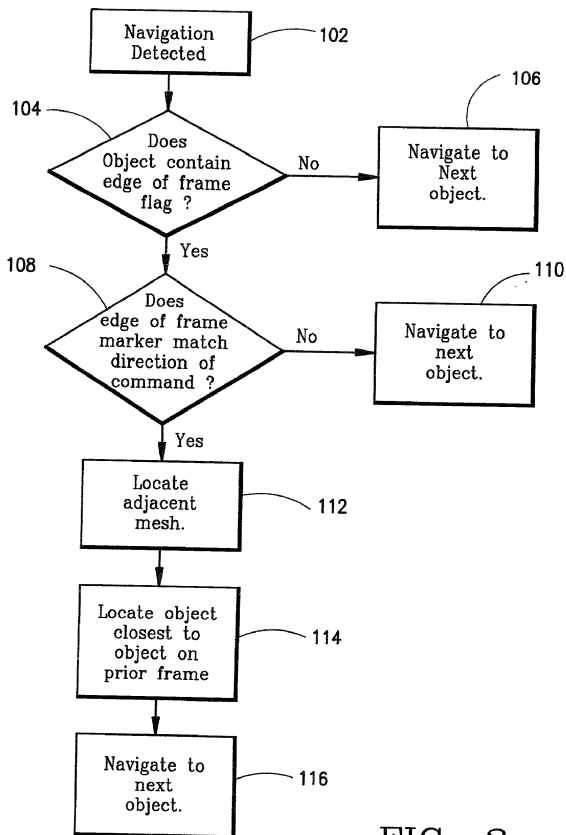 Navigation
Detected
102
104
Does
Object contain
edge of frame
flag ?
No
106
Navigate to
Next
object.
Yes
108
Does
edge of frame
marker match
direction of
command ?
No
110
Navigate to
next
object.
Yes
Locate
adjacent
mesh.
112
Locate object
closest to
object on
prior frame
114
Navigate to
next
object.
116